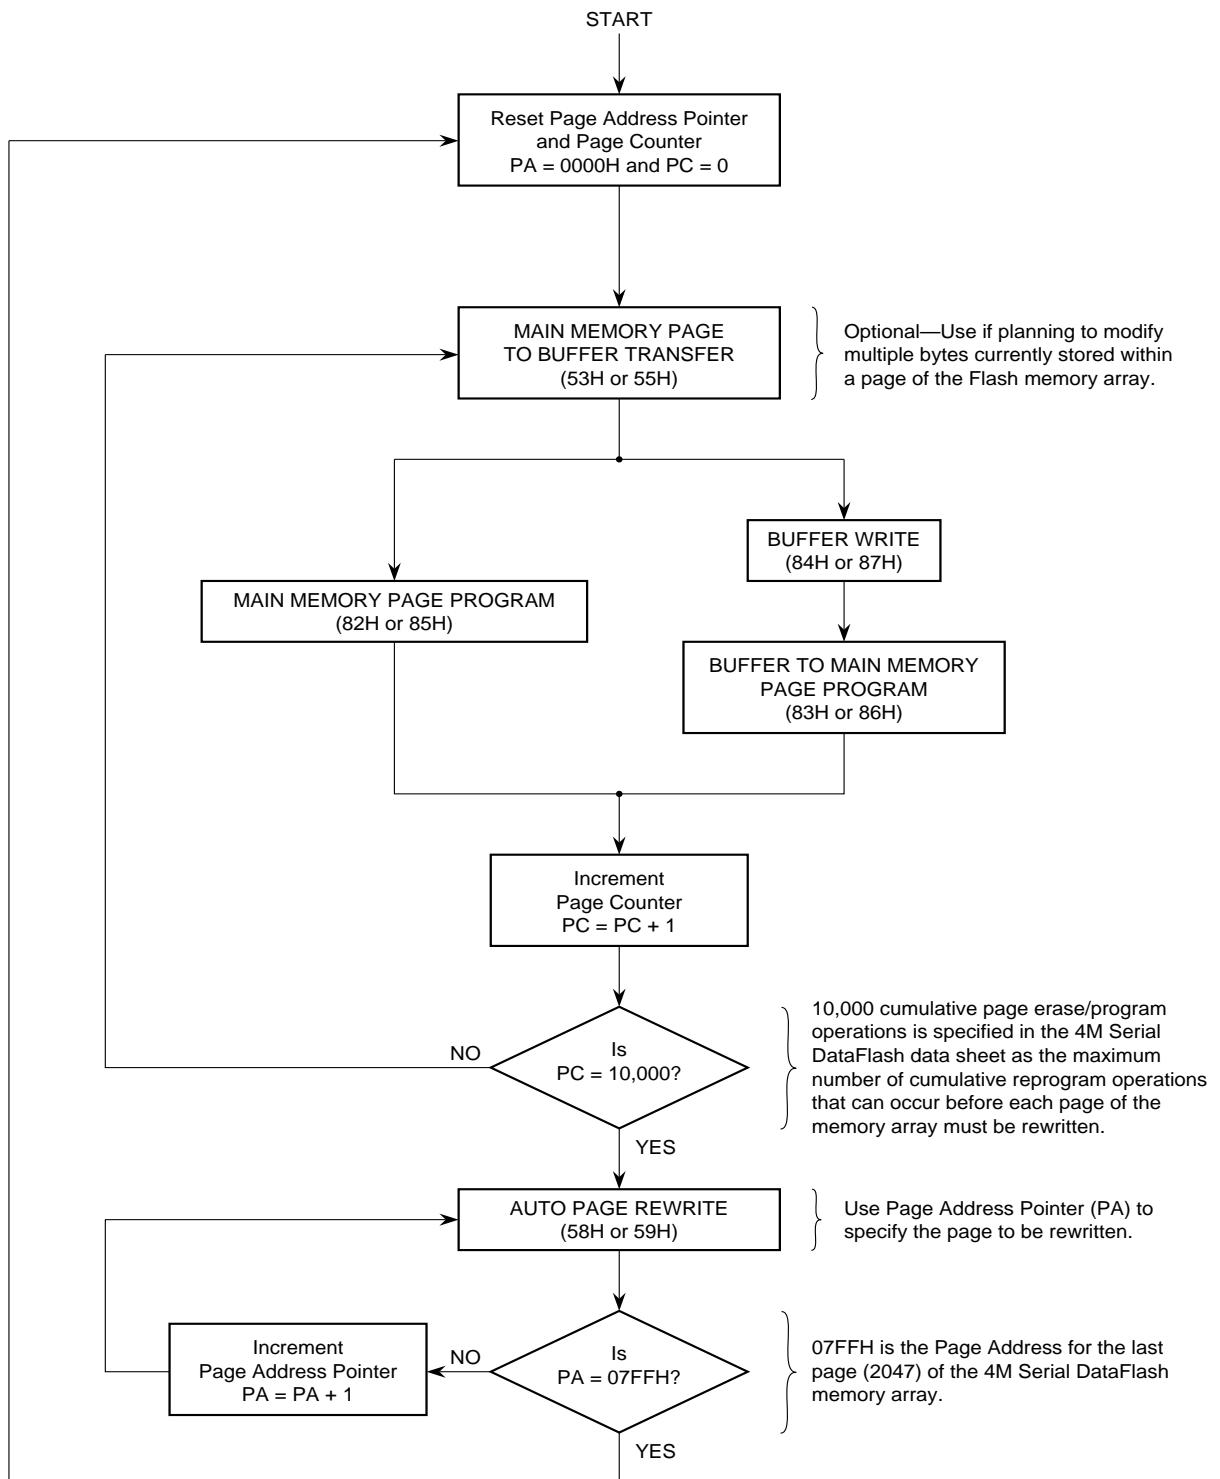 START
Reset Page Address Pointer
and Page Counter
PA = 0000H and PC = 0
MAIN MEMORY PAGE
TO BUFFER TRANSFER
(53H or 55H)
Optional—Use if planning to modify
multiple bytes currently stored within
a page of the Flash memory array.
BUFFER WRITE
(84H or 87H)
MAIN MEMORY PAGE PROGRAM
(82H or 85H)
BUFFER TO MAIN MEMORY
PAGE PROGRAM
(83H or 86H)
Increment
Page Counter
PC = PC + 1
NO
Is
PC = 10,000?
YES
10,000 cumulative page erase/program
operations is specified in the 4M Serial
DataFlash data sheet as the maximum
number of cumulative reprogram operations
that can occur before each page of the
memory array must be rewritten.
AUTO PAGE REWRITE
(58H or 59H)
Use Page Address Pointer (PA) to
specify the page to be rewritten.
Increment
Page Address Pointer
PA = PA + 1
NO
Is
PA = 07FFH?
YES
07FFH is the Page Address for the last
page (2047) of the 4M Serial DataFlash
memory array.